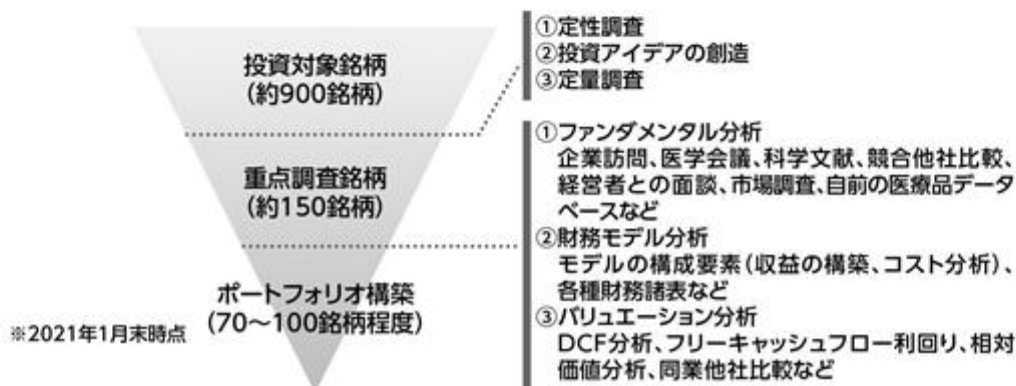 投資対象銘柄
(約900銘柄)
重点調査銘柄
(約150銘柄)
ポートフォリオ構築
(70～100銘柄程度)
※2021年1月末時点
①定性調査
②投資アイデアの創造
③定量調査
①ファンダメンタル分析
企業訪問、医学会議、科学文献、競合他社比較、
経営者との面談、市場調査、自前の医療品データ
ベースなど
②財務モデル分析
モデルの構成要素(収益の構築、コスト分析)、
各種財務諸表など
③バリュエーション分析
DCF分析、フリーキャッシュフロー利回り、相対
価値分析、同業他社比較など